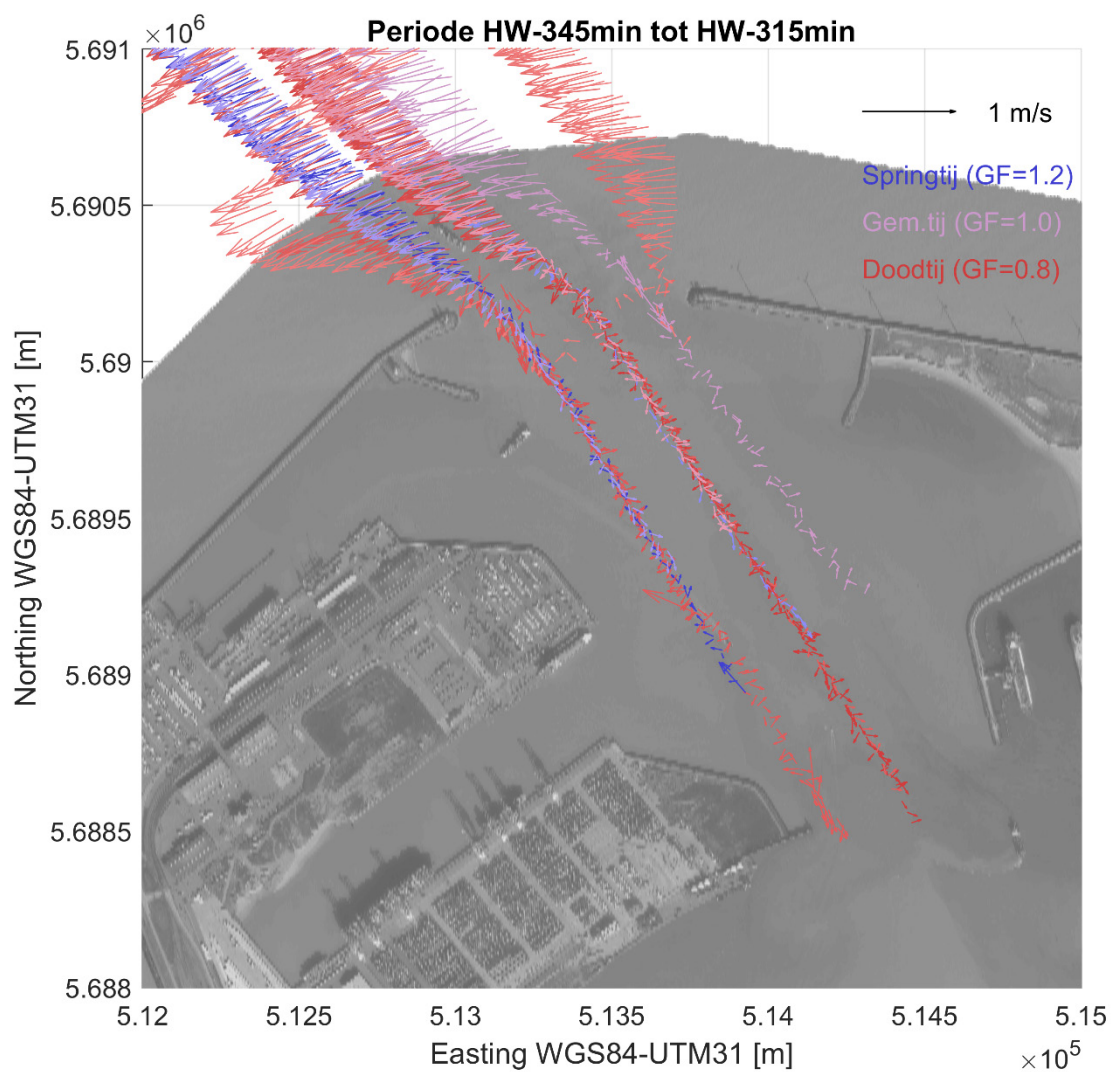 Periode HW-345min tot HW-315min
×10⁶
5.691
1 m/s
Springtij (GF=1.2)
5.6905
Gem.tij (GF=1.0)
Doodtij (GF=0.8)
5.69
Northing WGS84-UTM31 [m]
5.6895
5.689
5.6885
5.688
5.12
5.125
5.13
5.135
5.14
5.145
5.15
Easting WGS84-UTM31 [m]
×10⁵